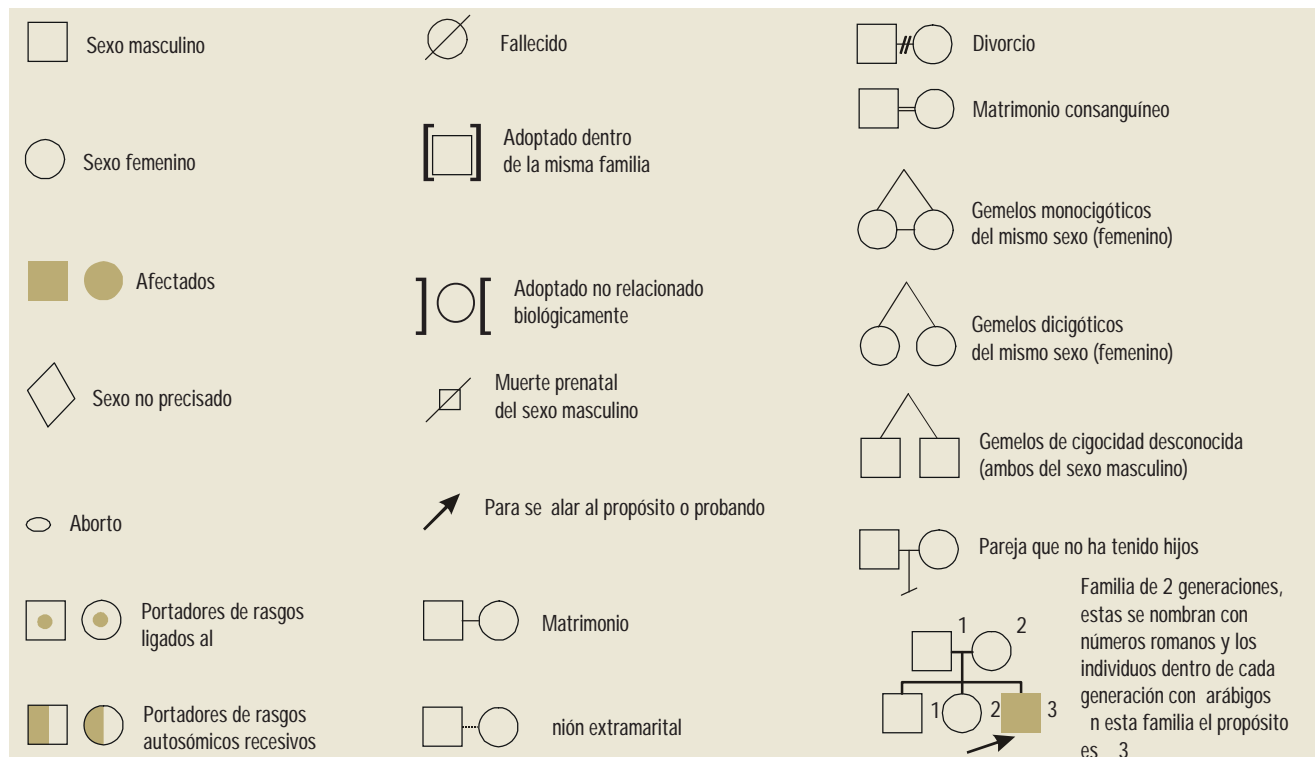 Sexo masculino
Sexo femenino
Afectados
Sexo no precisado
Aborto
Portadores de rasgos
ligados al
Portadores de rasgos
autosómicos recesivos
Fallecido
Adoptado dentro
de la misma familia
Adoptado no relacionado
biológicamente
Muerte prenatal
del sexo masculino
Para se alar al propósito o probando
Matrimonio
nión extramarital
Divorcio
Matrimonio consanguíneo
Gemelos monocigóticos
del mismo sexo (femenino)
Gemelos dicigóticos
del mismo sexo (femenino)
Gemelos de cigocidad desconocida
(ambos del sexo masculino)
Pareja que no ha tenido hijos
1 2
1 2 3
Familia de 2 generaciones,
estas se nombran con
números romanos y los
individuos dentro de cada
generación con arábigos
n esta familia el propósito
es 3